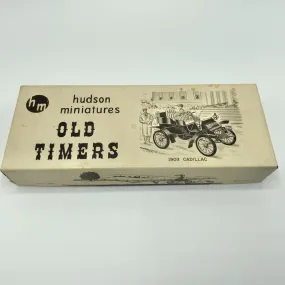 hm
hudson
miniatures
OLD
TIMERS
1903 CADILLAC